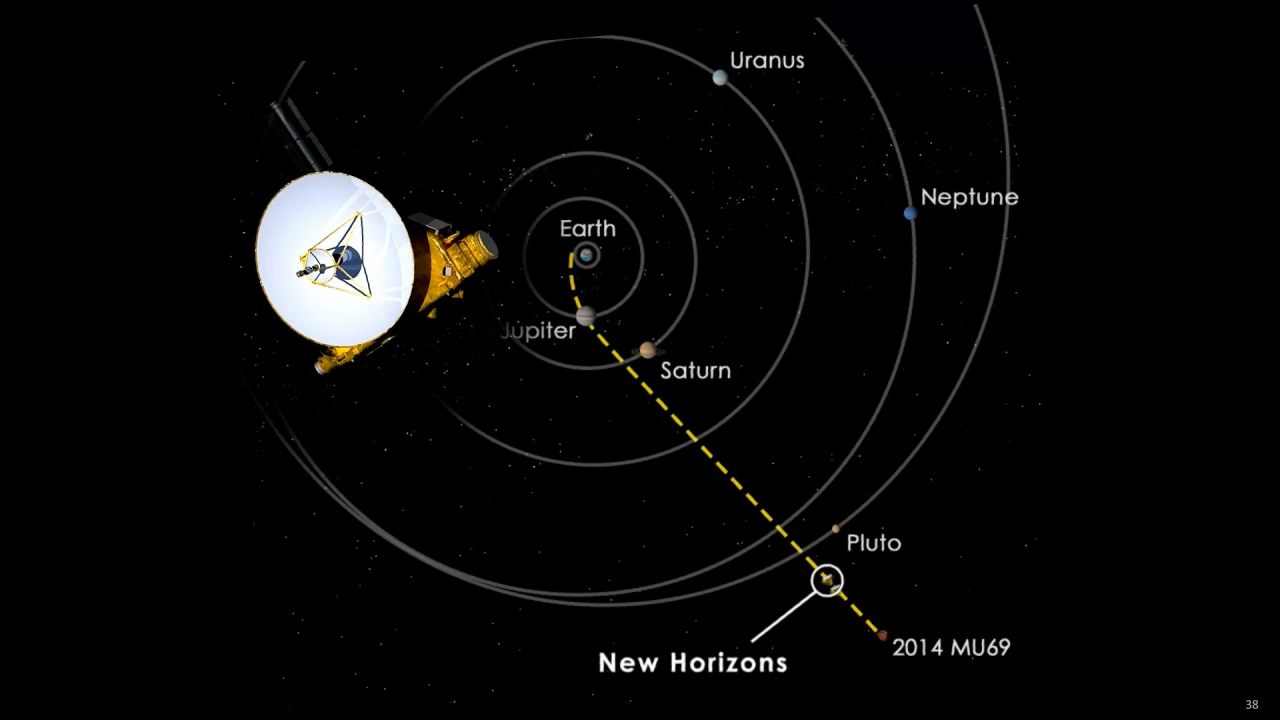 Uranus
Neptune
Earth
Jupiter
Saturn
Pluto
New Horizons
2014 MU69
38